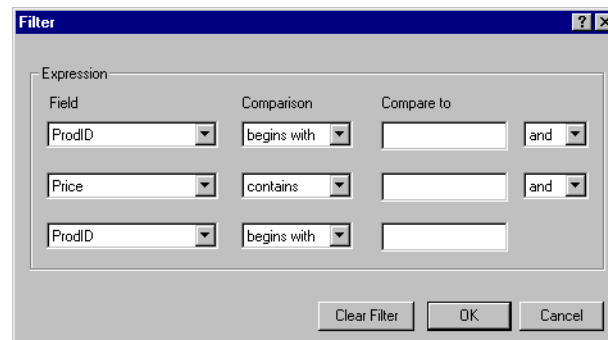 Filter
Expression
Field Comparison Compare to
ProdID begins with and
Price contains and
ProdID begins with
Clear Filter OK Cancel